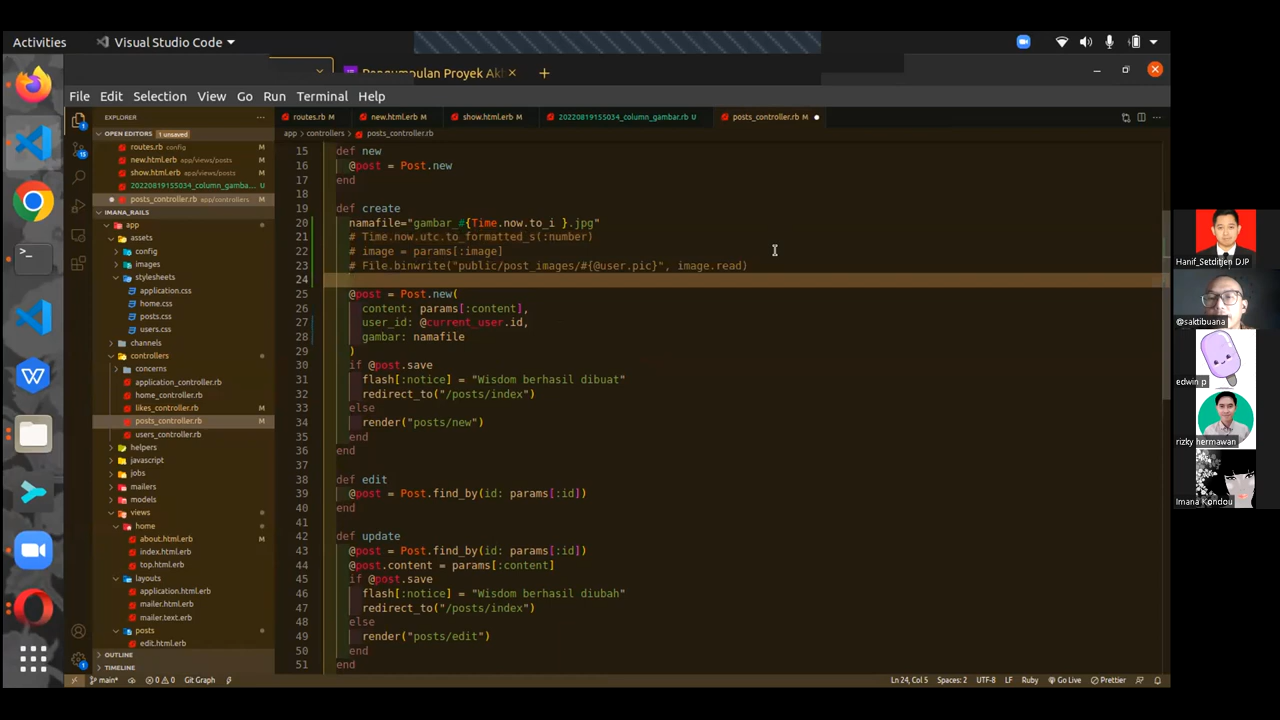 Activities
Visual Studio Code
Pengumpulan Proyek Ak
File Edit Selection View Go Run Terminal Help
EXPLORER
OPEN EDITORS 1 unsaved
routes.rb config M
new.html.erb app/views/posts M
show.html.erb app/views/posts M
20220819155034_column_gamba... U
posts_controller.rb app/controllers M
IMANA_RAILS
app
assets
config
images
stylesheets
application.css
home.css
posts.css
users.css
channels
controllers
concerns
application_controller.rb
home_controller.rb
likes_controller.rb M
posts_controller.rb M
users_controller.rb
helpers
javascript
jobs
mailers
models
views
home
about.html.erb M
index.html.erb
top.html.erb
layouts
application.html.erb
mailer.html.erb
mailer.text.erb
posts
edit.html.erb
OUTLINE
TIMELINE
routes.rb M new.html.erb M show.html.erb M 20220819155034_column_gambar.rb U posts_controller.rb M
app > controllers > posts_controller.rb
15 def new
16 @post = Post.new
17 end
18
19 def create
20 namafile="gambar_#{Time.now.to_i }.jpg"
21 # Time.now.utc.to_formatted_s(:number)
22 # image = params[:image]
23 # File.binwrite("public/post_images/#{@user.pic}", image.read)
24
25 @post = Post.new(
26 content: params[:content],
27 user_id: @current_user.id,
28 gambar: namafile
29 )
30 if @post.save
31 flash[:notice] = "Wisdom berhasil dibuat"
32 redirect_to("/posts/index")
33 else
34 render("posts/new")
35 end
36 end
37
38 def edit
39 @post = Post.find_by(id: params[:id])
40 end
41
42 def update
43 @post = Post.find_by(id: params[:id])
44 @post.content = params[:content]
45 if @post.save
46 flash[:notice] = "Wisdom berhasil diubah"
47 redirect_to("/posts/index")
48 else
49 render("posts/edit")
50 end
51 end
main* 0 0 Git Graph
Ln 24, Col 5 Spaces: 2 UTF-8 LF Ruby Go Live Prettier
Hanif_Setditjen DJP
@saktibuana
edwin p
rizky hermawan
Imana Kondou